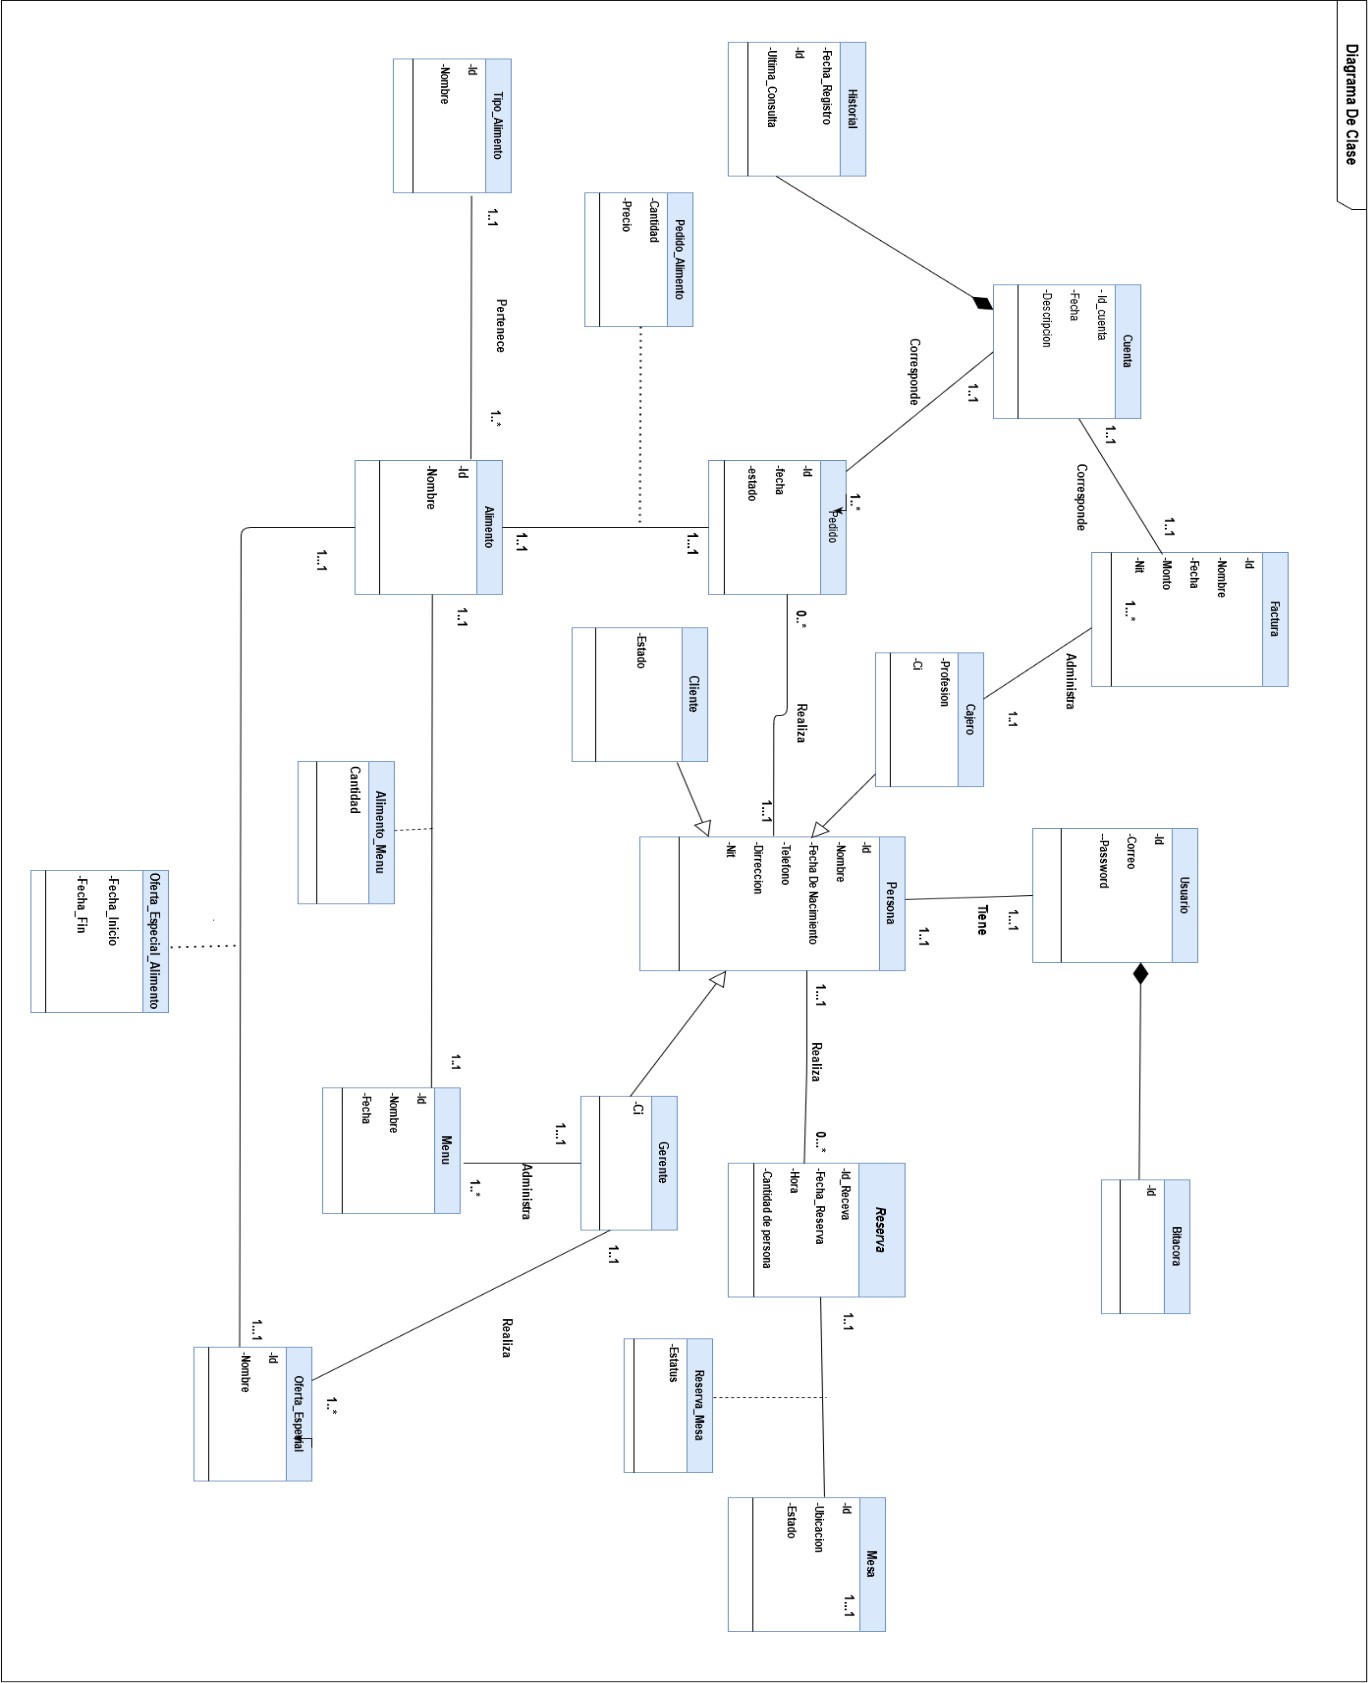 Diagrama De Clase
Historial
-Fecha_Registro
-Id
-Ultima_Consulta
Cuenta
- Id_cuenta
-Fecha
-Descripcion
1..1
Corresponde
1..1
Factura
-Id
-Nombre
-Fecha
-Monto
-Nit
1...*
Administra
1..1
Cajero
-Profesion
-Ci
Corresponde
1..1
1..*
Pedido
-Id
-fecha
-estado
Tipo_Alimento
-Id
-Nombre
1..1
Pertenece
1..*
Pedido_Alimento
-Cantidad
-Precio
Alimento
-Id
-Nombre
1..1
1...1
0..*
Realiza
1...1
Cliente
-Estado
Usuario
-Id
-Correo
--Password
1...1
Tiene
1..1
Persona
-Id
-Nombre
-Fecha De Nacimiento
-Telefono
-Dirreccion
-Nit
Bitacora
-Id
1...1
Realiza
0...*
Reserva
-Id_Receva
-Fecha_Reserva
-Hora
-Cantidad de persona
1..1
Reserva_Mesa
-Estatus
Mesa
-Id
-Ubicacion
-Estado
1...1
Gerente
-Ci
1...1
Administra
1..*
Menu
-Id
-Nombre
-Fecha
1..1
1..1
Alimento_Menu
Cantidad
1..1
Realiza
1..*
Oferta_Especial
-Id
-Nombre
1...1
1...1
Oferta_Especial_Alimento
-Fecha_Inicio
-Fecha_Fin